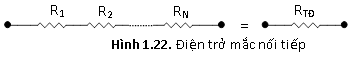 R1 R2 RN = RTĐ
Hình 1.22. Điện trở mắc nối tiếp